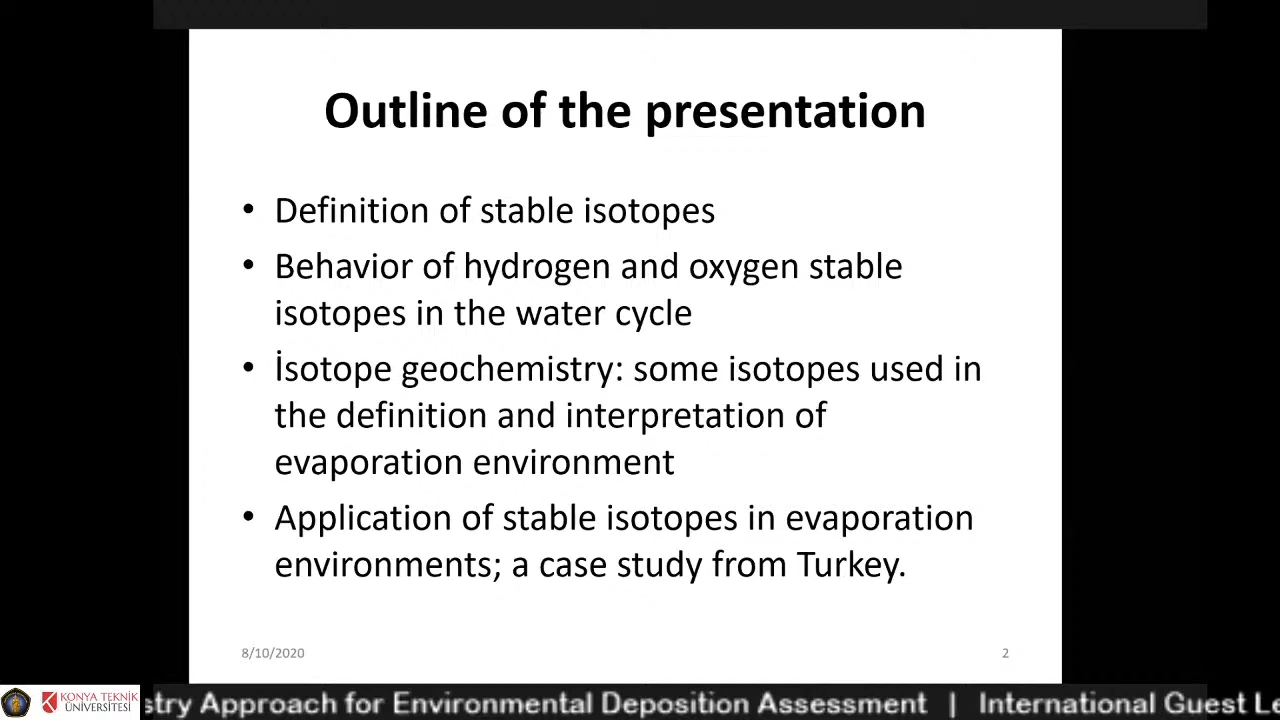 Outline of the presentation
• Definition of stable isotopes
• Behavior of hydrogen and oxygen stable
isotopes in the water cycle
• İsotope geochemistry: some isotopes used in
the definition and interpretation of
evaporation environment
• Application of stable isotopes in evaporation
environments; a case study from Turkey.
8/10/2020
2
KONYA TEKNİK
ÜNİVERSİTESİ
stry Approach for Environmental Deposition Assessment | International Guest Le